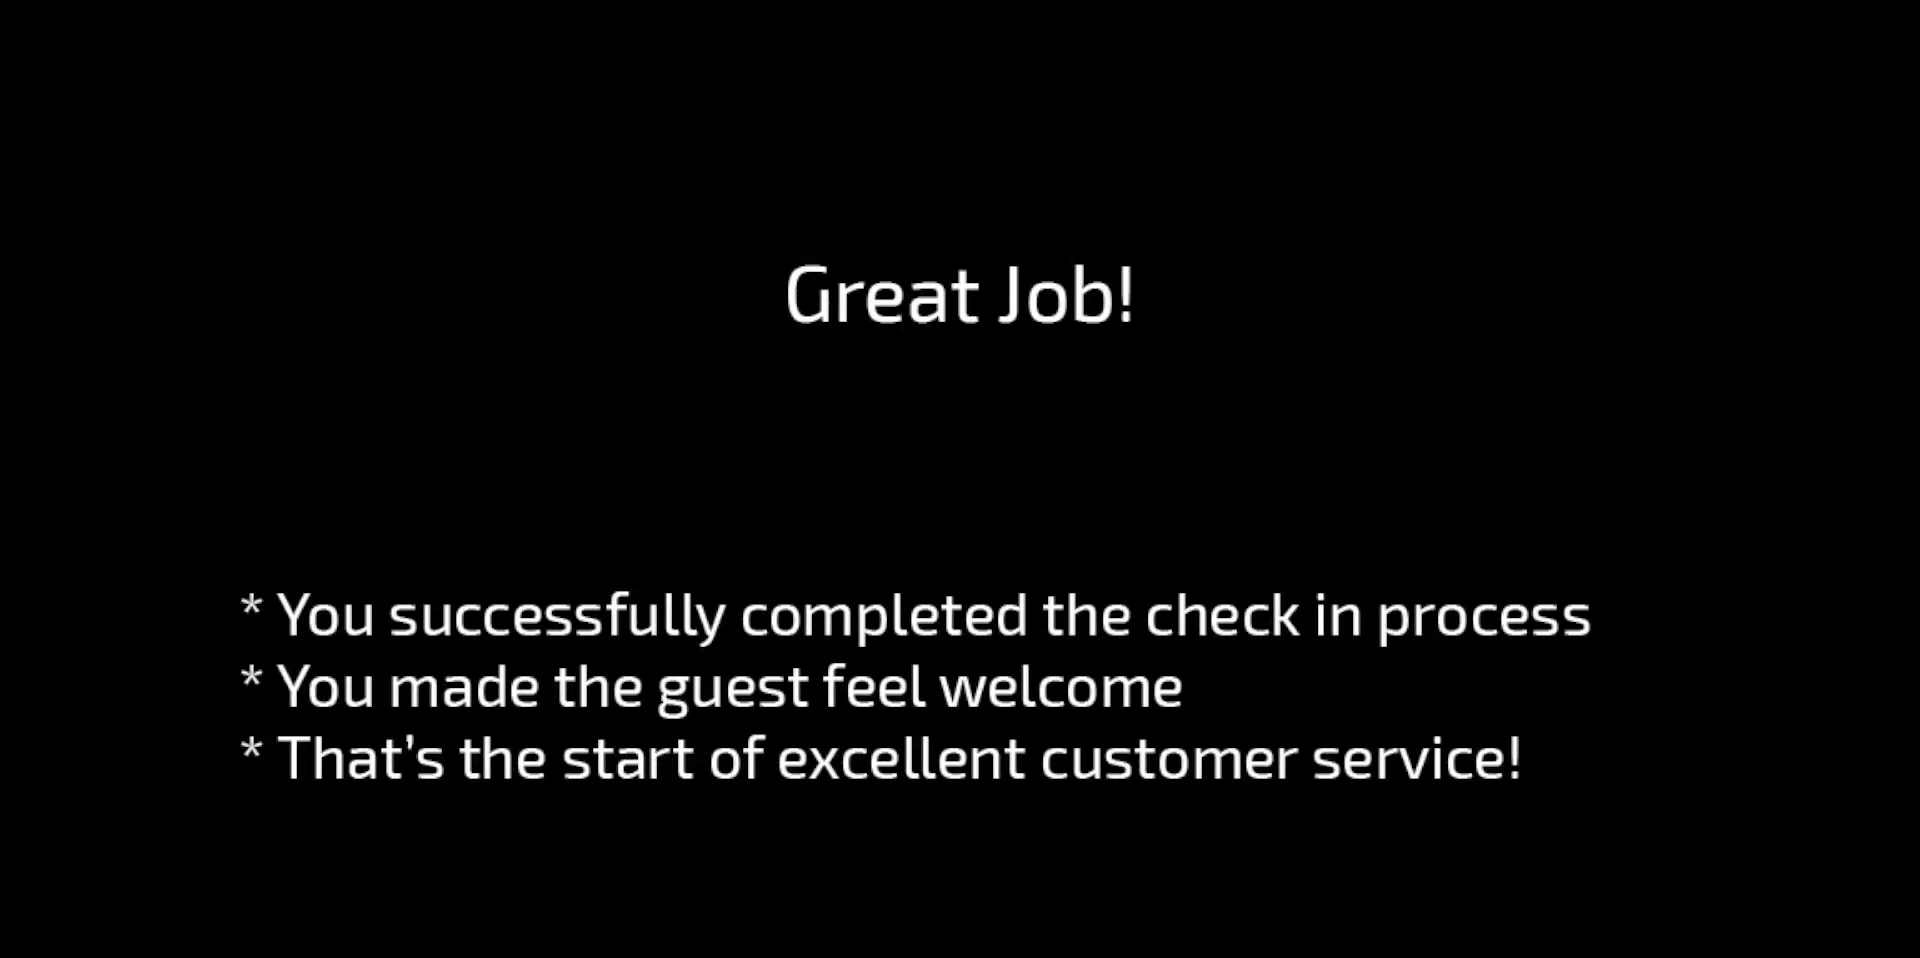 Great Job!
* You successfully completed the check in process
* You made the guest feel welcome
* That’s the start of excellent customer service!